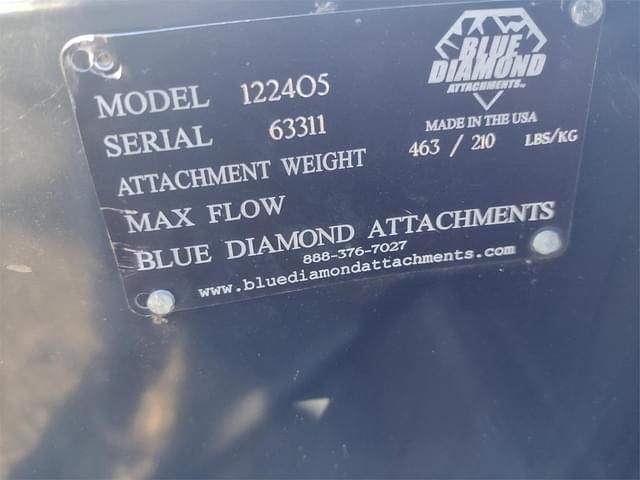 BLUE
DIAMOND
ATTACHMENTS
MADE IN THE USA
MODEL 122405
SERIAL 63311
ATTACHMENT WEIGHT 463 / 210 LBS/KG
MAX FLOW
BLUE DIAMOND ATTACHMENTS
888-376-7027
www.bluediamondattachments.com